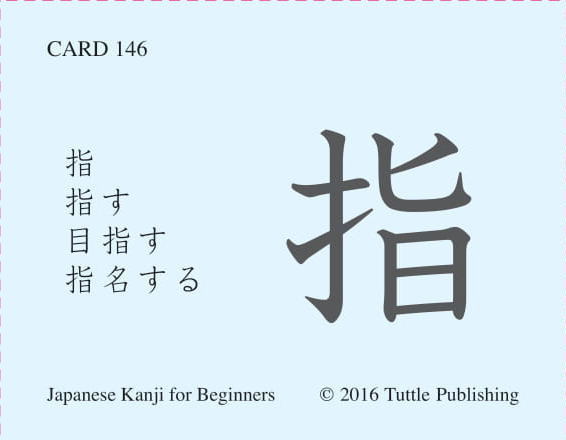 CARD 146
指
指す
目指す
指名する
指
Japanese Kanji for Beginners
© 2016 Tuttle Publishing